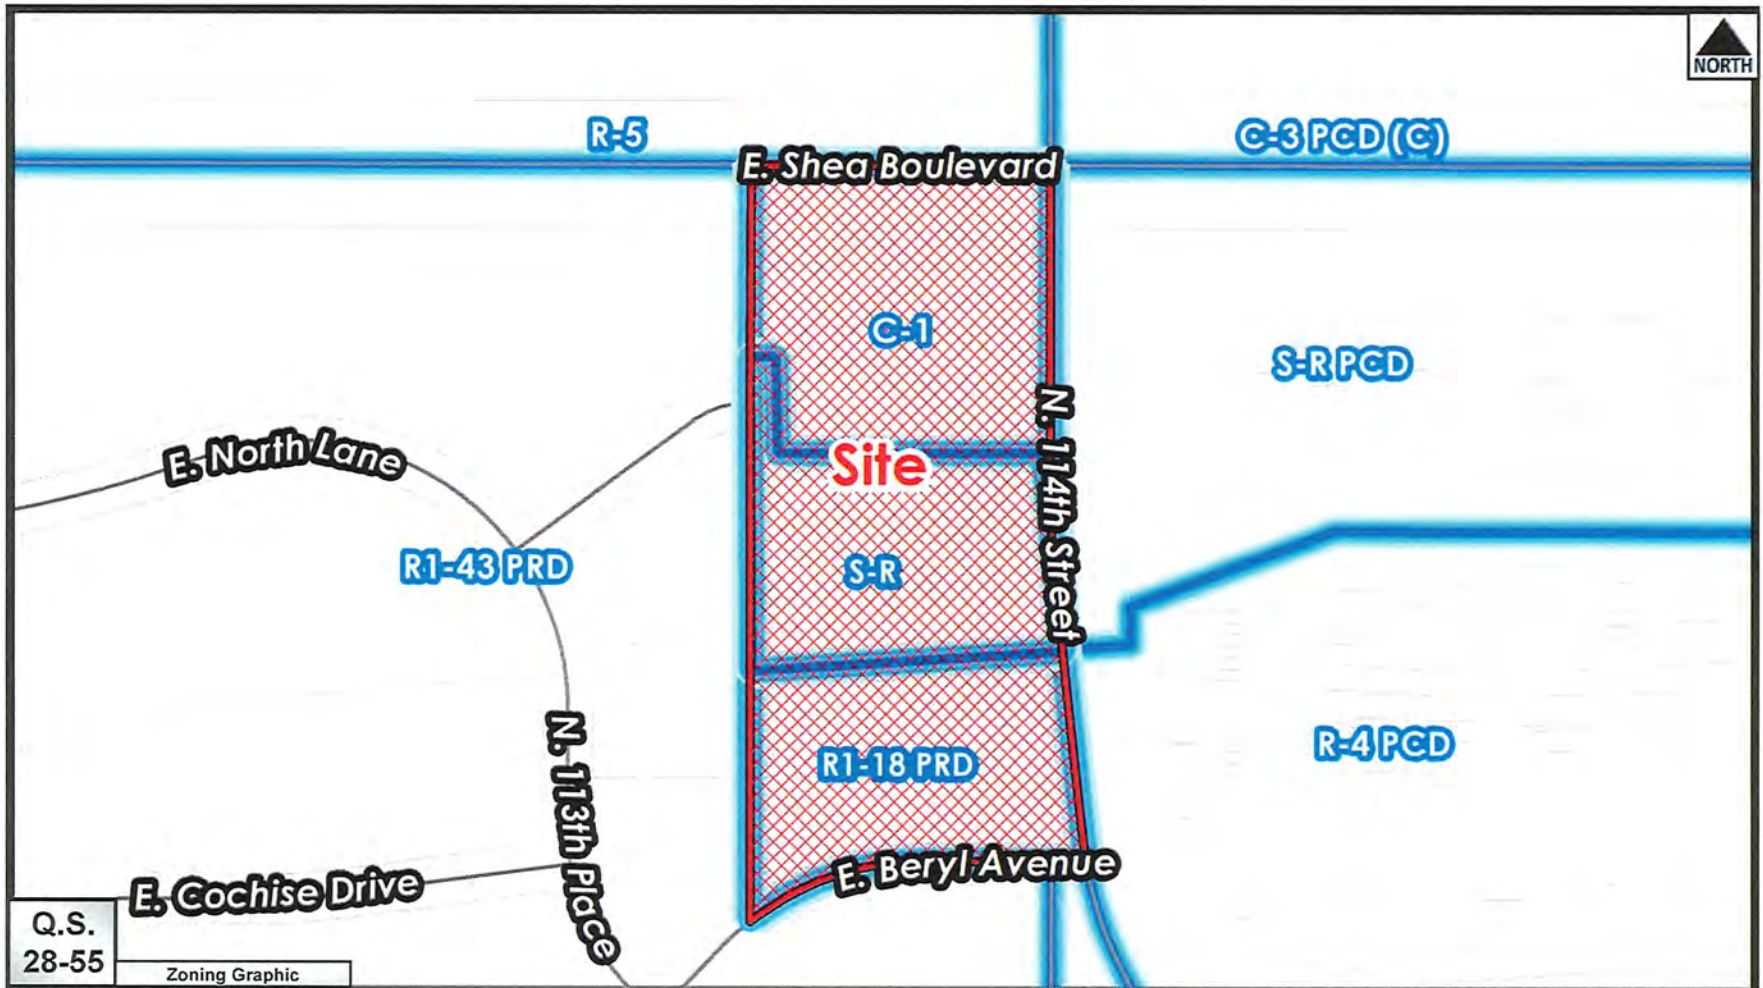 NORTH
R-5
C-3 PCD (C)
E. Shea Boulevard
C-1
S-R PCD
N. 114th Street
E. North Lane
Site
R1-43 PRD
S-R
R-4 PCD
R1-18 PRD
N. 113th Place
E. Beryl Avenue
E. Cochise Drive
Q.S.
28-55
Zoning Graphic